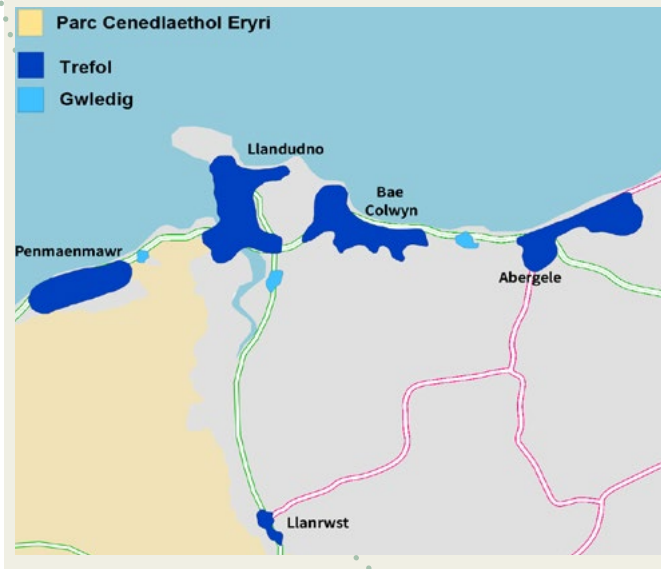 Parc Cenedlaethol Eryri
Trefol
Gwledig
Llandudno
Bae
Colwyn
Penmaenmawr
Abergele
Llanrwst